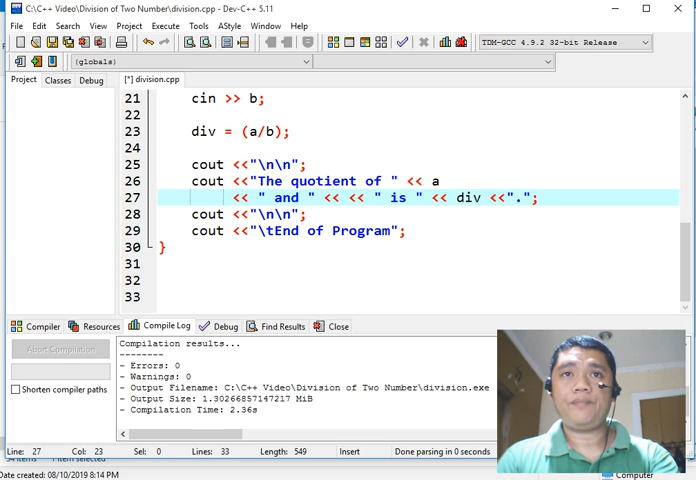 C:\C++ Video\Division of Two Number\division.cpp - Dev-C++ 5.11
File Edit Search View Project Execute Tools AStyle Window Help
TDM-GCC 4.9.2 32-bit Release
(globals)
Project Classes Debug
[*] division.cpp
21 cin >> b;
22
23 div = (a/b);
24
25 cout <<"\n\n";
26 cout <<"The quotient of " << a
27 << " and " << << " is " << div <<".";
28 cout <<"\n\n";
29 cout <<"\tEnd of Program";
30 }
31
32
33
Compiler Resources Compile Log Debug Find Results Close
Abort Compilation
Shorten compiler paths
Compilation results...
--------
- Errors: 0
- Warnings: 0
- Output Filename: C:\C++ Video\Division of Two Number\division.exe
- Output Size: 1.30266857147217 MiB
- Compilation Time: 2.36s
Line: 27 Col: 23 Sel: 0 Lines: 33 Length: 549 Insert Done parsing in 0 seconds
Date created: 08/10/2019 8:14 PM
Computer